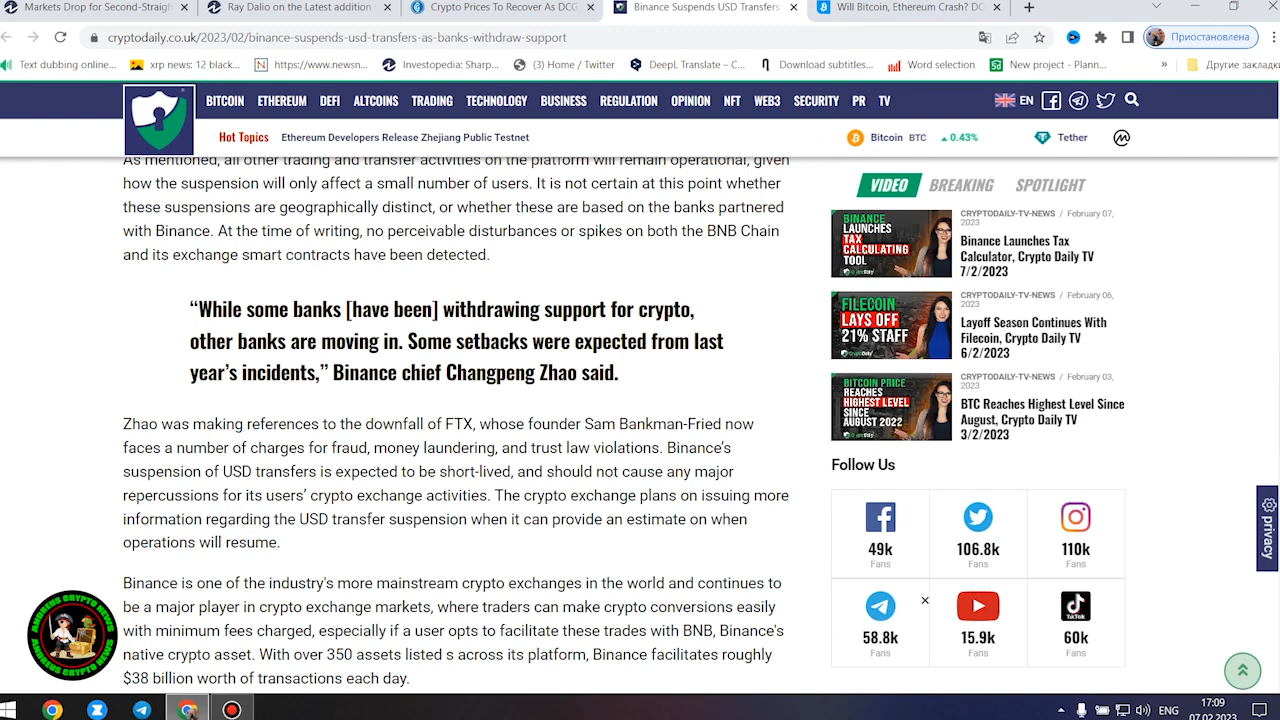 Markets Drop for Second-Straigh
Ray Dalio on the Latest addition t
Crypto Prices To Recover As DCG
Binance Suspends USD Transfers
Will Bitcoin, Ethereum Crash? DC
cryptodaily.co.uk/2023/02/binance-suspends-usd-transfers-as-banks-withdraw-support
Приостановлена
Text dubbing online...
xrp news: 12 black...
https://www.newsn...
Investopedia: Sharp...
(3) Home / Twitter
DeepL Translate – C...
Download subtitles...
Word selection
New project - Plann...
»
Другие закладки
BITCOIN ETHEREUM DEFI ALTCOINS TRADING TECHNOLOGY BUSINESS REGULATION OPINION NFT WEB3 SECURITY PR TV
EN
Hot Topics
Ethereum Developers Release Zhejiang Public Testnet
Bitcoin BTC 0.43%
Tether
As mentioned, all other trading and transfer activities on the platform will remain operational, given
how the suspension will only affect a small number of users. It is not certain at this point whether
these suspensions are geographically distinct, or whether these are based on the banks partnered
with Binance. At the time of writing, no perceivable disturbances or spikes on both the BNB Chain
and its exchange smart contracts have been detected.
“While some banks [have been] withdrawing support for crypto,
other banks are moving in. Some setbacks were expected from last
year’s incidents,” Binance chief Changpeng Zhao said.
Zhao was making references to the downfall of FTX, whose founder Sam Bankman-Fried now
faces a number of charges for fraud, money laundering, and trust law violations. Binance’s
suspension of USD transfers is expected to be short-lived, and should not cause any major
repercussions for its users’ crypto exchange activities. The crypto exchange plans on issuing more
information regarding the USD transfer suspension when it can provide an estimate on when
operations will resume.
Binance is one of the industry's more mainstream crypto exchanges in the world and continues to
be a major player in crypto exchange markets, where traders can make crypto conversions easily
with minimum fees charged, especially if a user opts to facilitate these trades with BNB, Binance's
native crypto asset. With over 350 assets listed s across its platform, Binance facilitates roughly
$38 billion worth of transactions each day.
VIDEO BREAKING SPOTLIGHT
BINANCE
LAUNCHES
TAX
CALCULATING
TOOL
CRYPTODAILY-TV-NEWS / February 07,
2023
Binance Launches Tax
Calculator, Crypto Daily TV
7/2/2023
FILECOIN
LAYS OFF
21% STAFF
CRYPTODAILY-TV-NEWS / February 06,
2023
Layoff Season Continues With
Filecoin, Crypto Daily TV
6/2/2023
BITCOIN PRICE
REACHES
HIGHEST LEVEL
SINCE
AUGUST 2022
CRYPTODAILY-TV-NEWS / February 03,
2023
BTC Reaches Highest Level Since
August, Crypto Daily TV
3/2/2023
Follow Us
49k
Fans
106.8k
Fans
110k
Fans
58.8k
Fans
15.9k
Fans
TikTok
60k
Fans
privacy
ANDREUS CRYPTO NEWS
ANDREUS CRYPTO NEWS
ENG
17:09
07.02.2023